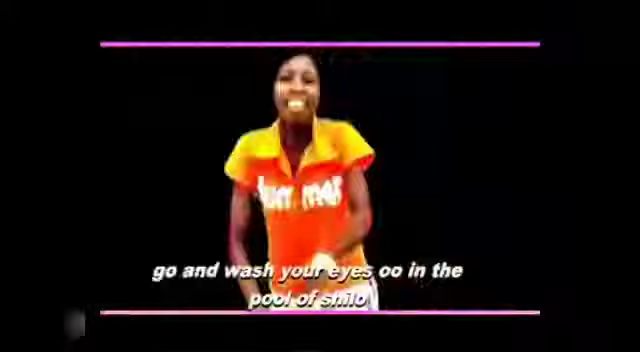 go and wash your eyes oo in the
pool of shilo